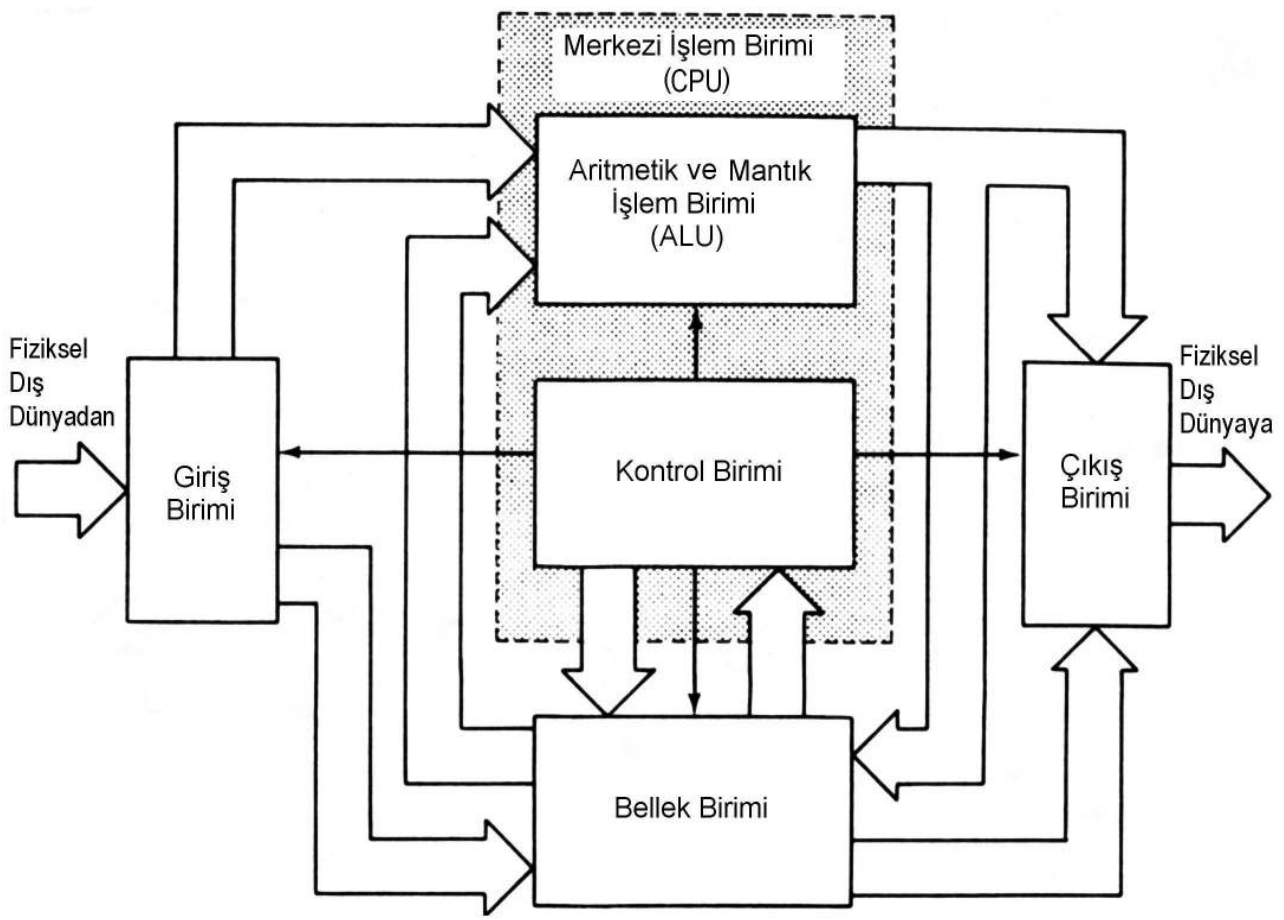 Merkezi İşlem Birimi
(CPU)
Aritmetik ve Mantık
İşlem Birimi
(ALU)
Fiziksel
Dış
Dünyadan
Giriş
Birimi
Kontrol Birimi
Fiziksel
Dış
Dünyaya
Çıkış
Birimi
Bellek Birimi